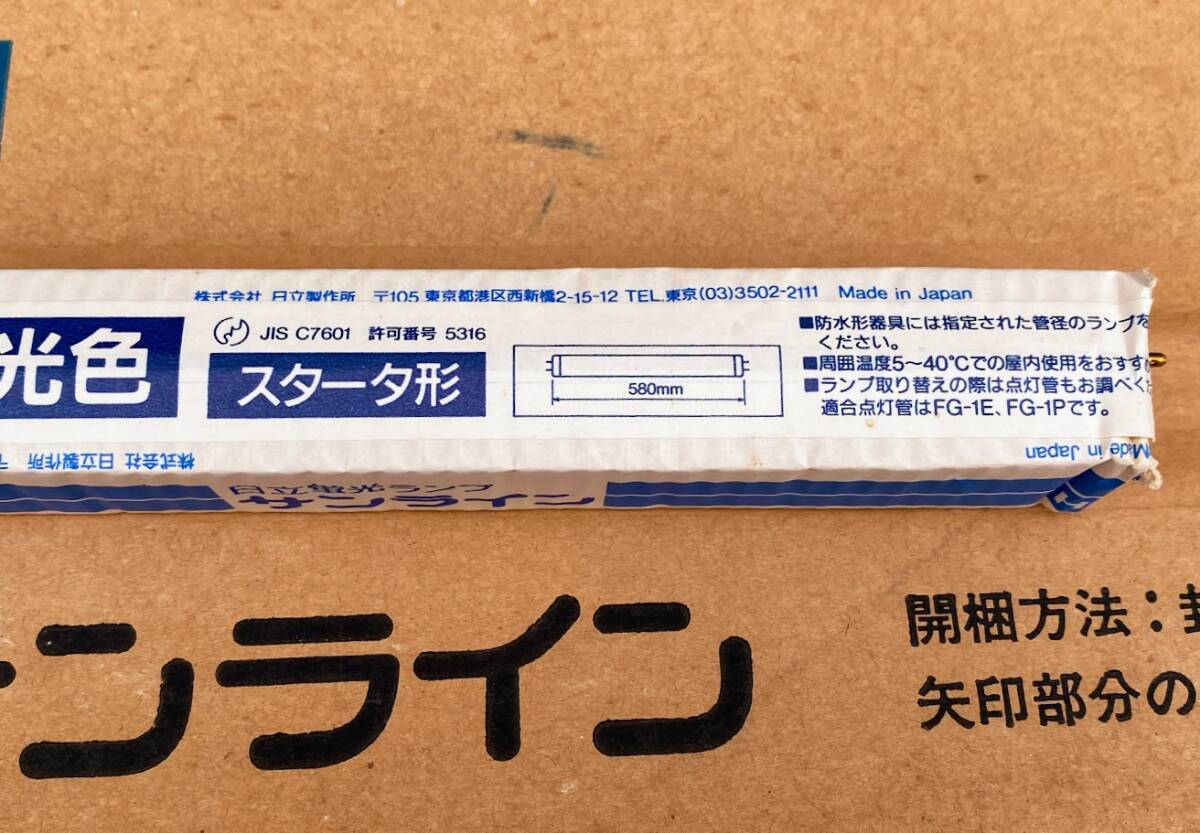 株式会社 日立製作所 〒105 東京都港区西新橋2-15-12 TEL.東京(03)3502-2111 Made in Japan
光色
JIS C7601 許可番号 5316
スタータ形
580mm
■防水形器具には指定された管径のランプを
ください。
■周囲温度5〜40℃での屋内使用をおすす
■ランプ取り替えの際は点灯管もお調べくだ
適合点灯管はFG-1E、FG-1Pです。
株式会社 日立製作所 〒
Made in Japan
日立蛍光ランプ
サンライン
ンライン
開梱方法：封
矢印部分の